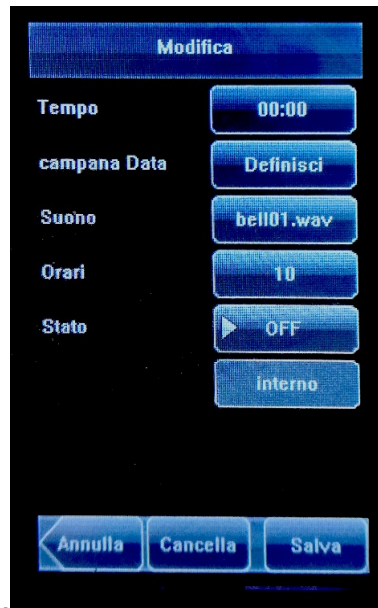 Modifica
Tempo 00:00
campana Data Definisci
Suono bell01.wav
Orari 10
Stato OFF
interno
Annulla Cancella Salva